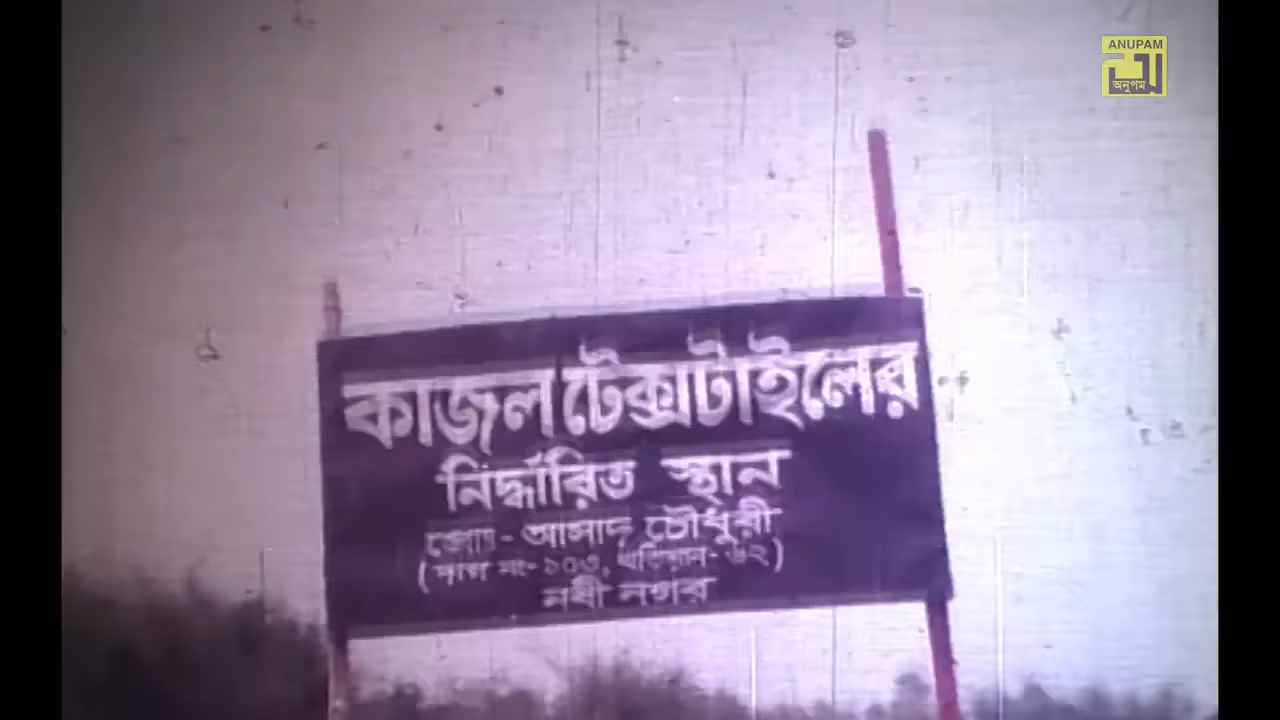 ANUPAM
অনুপম
কাজল টেক্সটাইলের
নির্দ্ধারিত স্থান
প্রোঃ- আসাদ চৌধুরী
(দাগ নং- ১০৩, খতিয়ান- ৬২)
নবী নগর